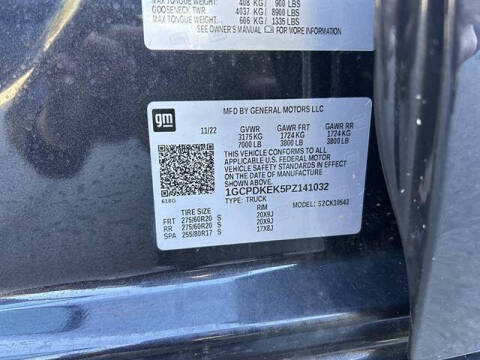 MAX TONGUE WEIGHT: 408 KG/ 900 LBS
GOOSENECK/ TWR: 4037 KG/ 8900 LBS
MAX TONGUE WEIGHT: 606 KG/ 1335 LBS
SEE OWNER'S MANUAL FOR MORE INFORMATION
gm
MFD BY GENERAL MOTORS LLC
11/22 GVWR GAWR FRT GAWR RR
3175 KG 1724 KG 1724 KG
7000 LB 3800 LB 3800 LB
THIS VEHICLE CONFORMS TO ALL
APPLICABLE U.S. FEDERAL MOTOR
VEHICLE SAFETY STANDARDS IN EFFECT
ON THE DATE OF MANUFACTURE
SHOWN ABOVE.
1GCPDKEK5PZ141032
618G TYPE: TRUCK MODEL: 52CK10543
TIRE SIZE RIM
FRT 275/60R20 S 20X9J
RR 275/60R20 S 20X9J
SPA 255/80R17 S 17X8J